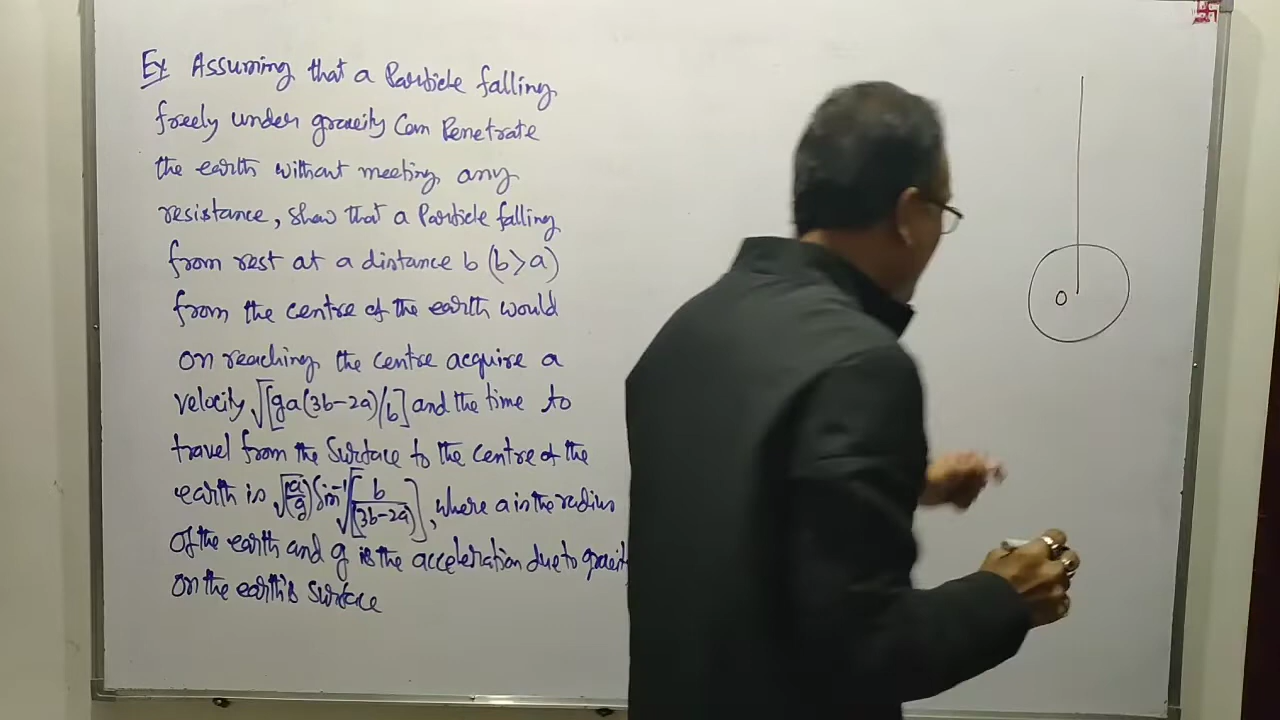 Ex Assuming that a Particle falling
freely under gravity Can Penetrate
the earth without meeting any
resistance, show that a Particle falling
from rest at a distance b (b>a)
from the centre of the earth would
on reaching the centre acquire a
velocity √[ga(3b-2a)/b] and the time to
travel from the Surface to the centre of the
earth is √(a/g) Sin⁻¹√[b/(3b-2a)], where a is the radius
of the earth and g is the acceleration due to gravit
on the earth's surface
O